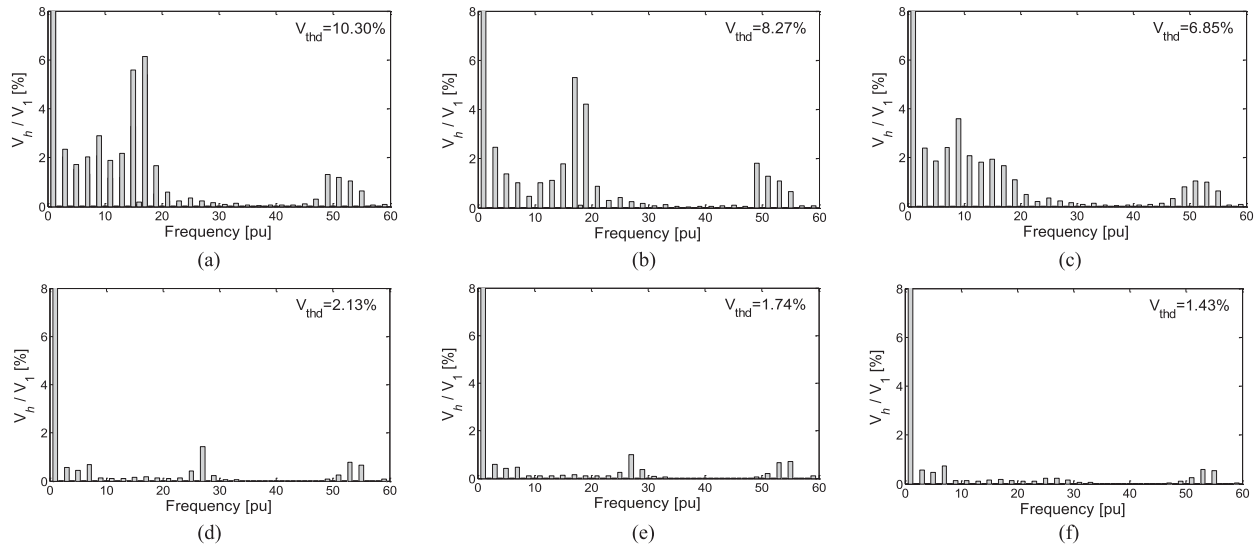 8
6
4
2
0
V_h / V_1 [%]
V_thd=10.30%
0 10 20 30 40 50 60
Frequency [pu]
(a)
8
6
4
2
0
V_h / V_1 [%]
V_thd=8.27%
0 10 20 30 40 50 60
Frequency [pu]
(b)
8
6
4
2
0
V_h / V_1 [%]
V_thd=6.85%
0 10 20 30 40 50 60
Frequency [pu]
(c)
8
6
4
2
0
V_h / V_1 [%]
V_thd=2.13%
0 10 20 30 40 50 60
Frequency [pu]
(d)
8
6
4
2
0
V_h / V_1 [%]
V_thd=1.74%
0 10 20 30 40 50 60
Frequency [pu]
(e)
8
6
4
2
0
V_h / V_1 [%]
V_thd=1.43%
0 10 20 30 40 50 60
Frequency [pu]
(f)